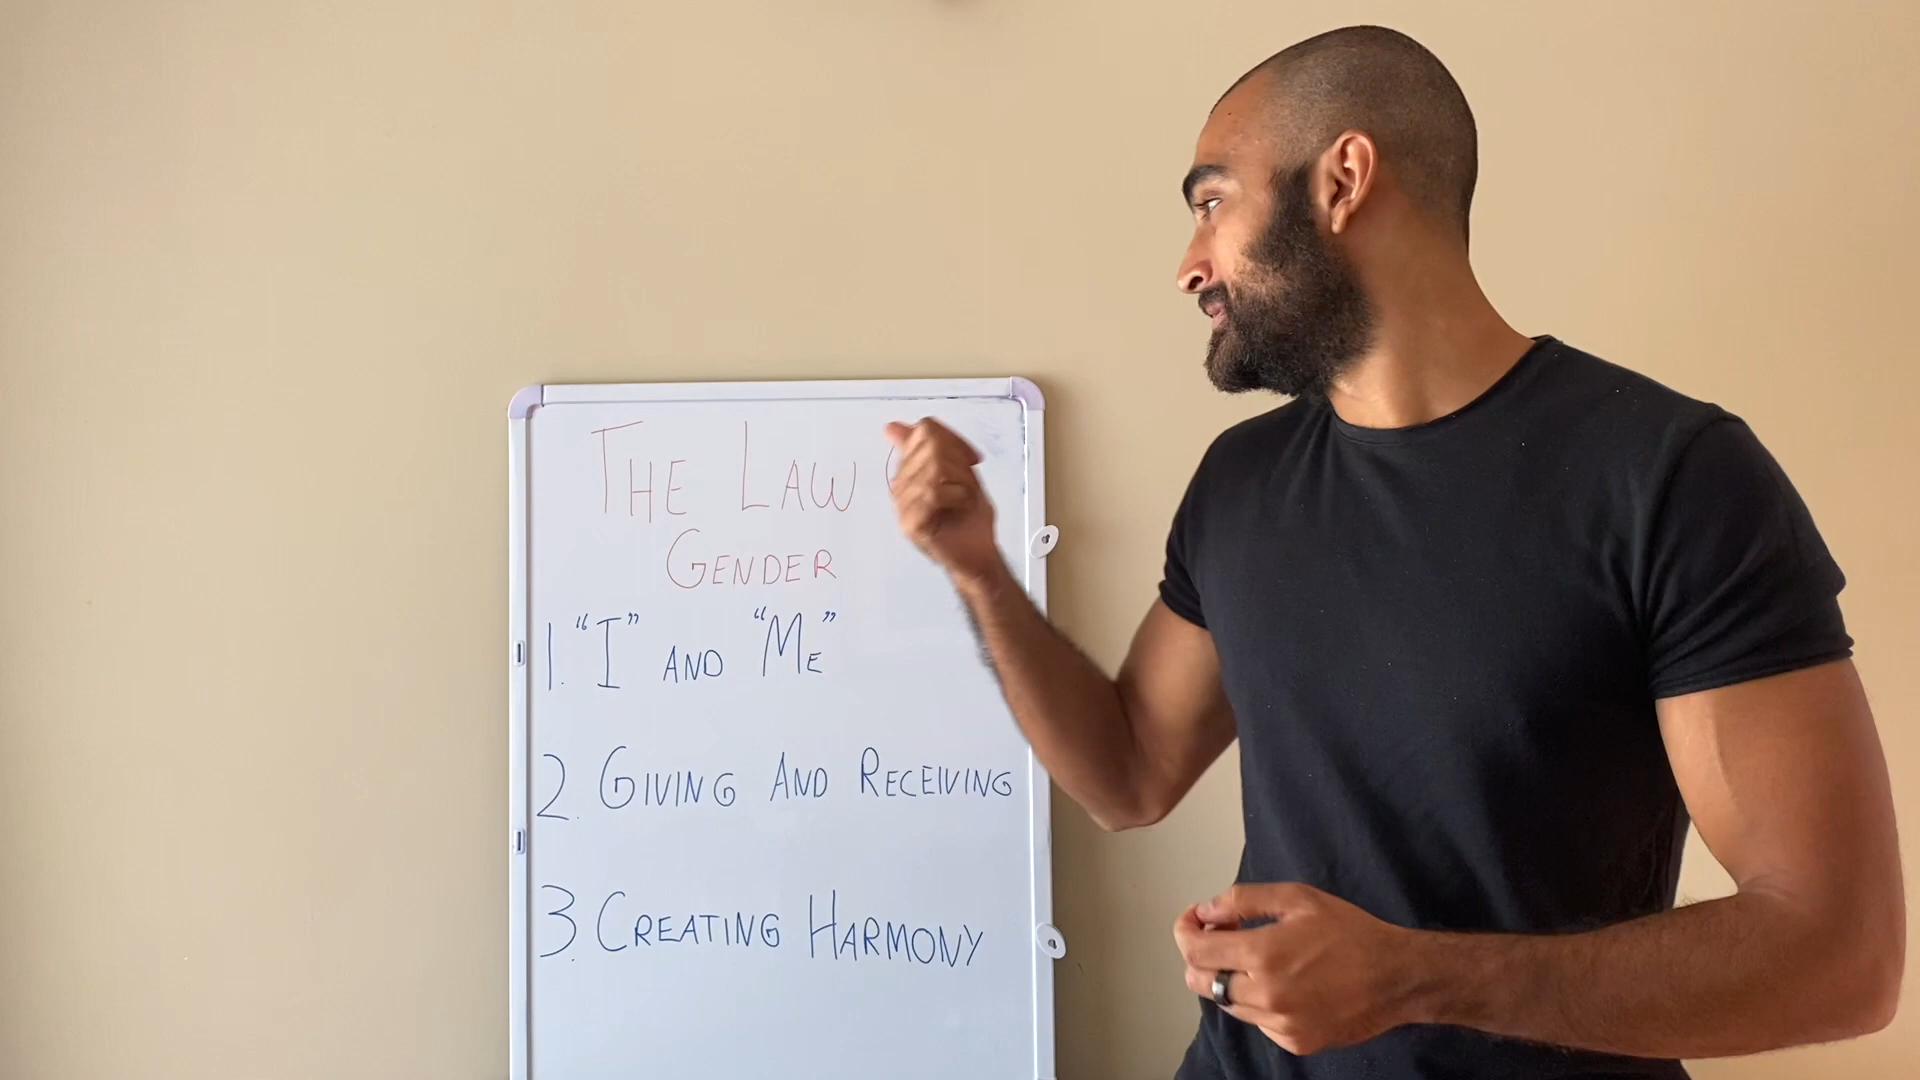 THE LAW
GENDER
1. "I" AND "ME"
2. GIVING AND RECEIVING
3. CREATING HARMONY